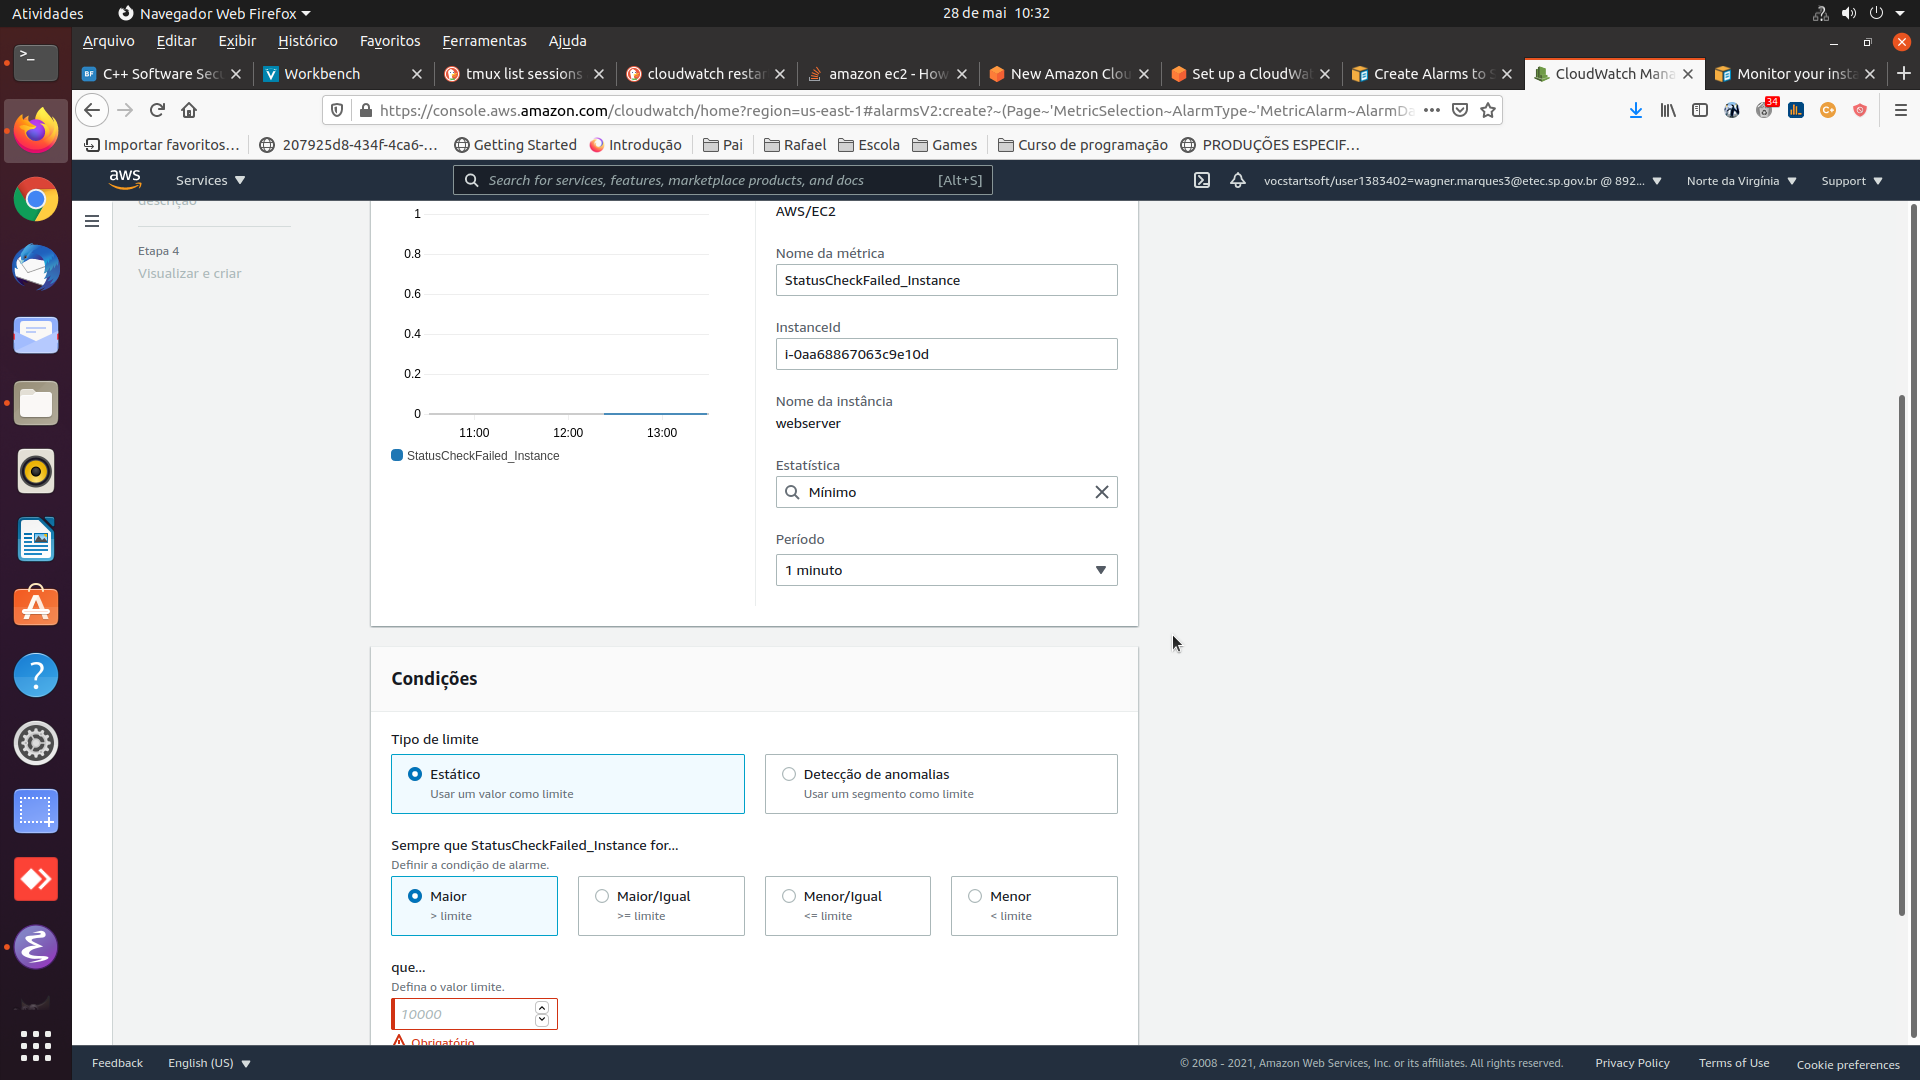 Atividades
Navegador Web Firefox
28 de mai 10:32
Arquivo Editar Exibir Histórico Favoritos Ferramentas Ajuda
C++ Software Sec
Workbench
tmux list sessions
cloudwatch restar
amazon ec2 - How
New Amazon Clou
Set up a CloudWat
Create Alarms to S
CloudWatch Mana
Monitor your insta
https://console.aws.amazon.com/cloudwatch/home?region=us-east-1#alarmsV2:create?~(Page~'MetricSelection~AlarmType~'MetricAlarm~AlarmDa
34
Importar favoritos...
207925d8-434f-4ca6-...
Getting Started
Introdução
Pai
Rafael
Escola
Games
Curso de programação
PRODUÇÕES ESPECIF...
aws
Services
Search for services, features, marketplace products, and docs
[Alt+S]
vocstartsoft/user1383402=wagner.marques3@etec.sp.gov.br @ 892...
Norte da Virgínia
Support
descrição
Etapa 4
Visualizar e criar
1
0.8
0.6
0.4
0.2
0
11:00
12:00
13:00
StatusCheckFailed_Instance
AWS/EC2
Nome da métrica
StatusCheckFailed_Instance
InstanceId
i-0aa68867063c9e10d
Nome da instância
webserver
Estatística
Mínimo
Período
1 minuto
Condições
Tipo de limite
Estático
Usar um valor como limite
Detecção de anomalias
Usar um segmento como limite
Sempre que StatusCheckFailed_Instance for...
Definir a condição de alarme.
Maior
> limite
Maior/Igual
>= limite
Menor/Igual
<= limite
Menor
< limite
que...
Defina o valor limite.
10000
Obrigatório
Feedback
English (US)
© 2008 - 2021, Amazon Web Services, Inc. or its affiliates. All rights reserved.
Privacy Policy
Terms of Use
Cookie preferences